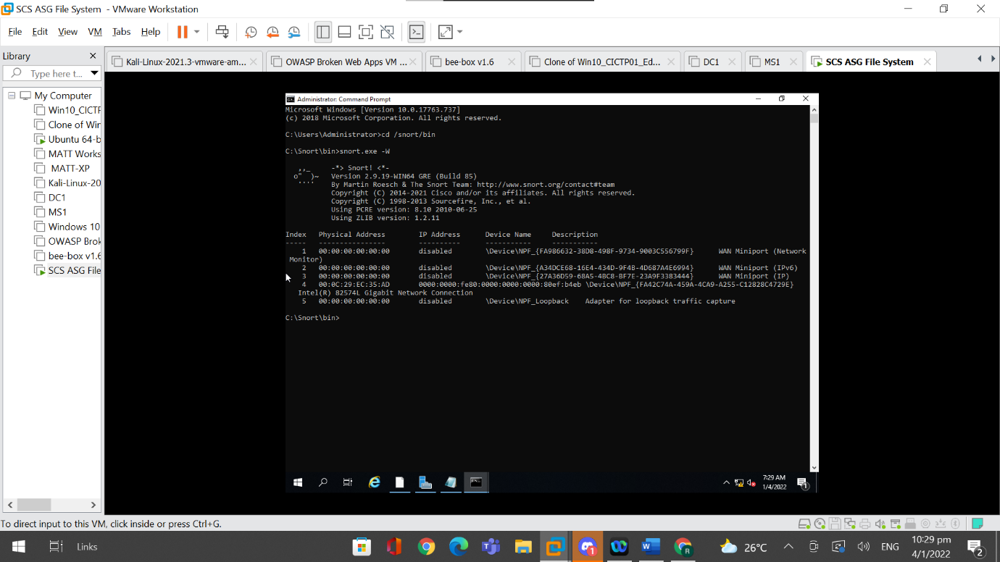 SCS ASG File System - VMware Workstation
File Edit View VM Tabs Help
Library
Type here t...
My Computer
Win10_CICTF
Clone of Wir
Ubuntu 64-b
MATT Works
MATT-XP
Kali-Linux-20
DC1
MS1
Windows 10
OWASP Brok
bee-box v1.6
SCS ASG File
Kali-Linux-2021.3-vmware-am... OWASP Broken Web Apps VM ... bee-box v1.6 Clone of Win10_CICTP01_Ed... DC1 MS1 SCS ASG File System
Administrator: Command Prompt
Microsoft Windows [Version 10.0.17763.737]
(c) 2018 Microsoft Corporation. All rights reserved.
C:\Users\Administrator>cd /snort/bin
C:\Snort\bin>snort.exe -W
,,_ -*> Snort! <*-
o" )~ Version 2.9.19-WIN64 GRE (Build 85)
'''' By Martin Roesch & The Snort Team: http://www.snort.org/contact#team
Copyright (C) 2014-2021 Cisco and/or its affiliates. All rights reserved.
Copyright (C) 1998-2013 Sourcefire, Inc., et al.
Using PCRE version: 8.10 2010-06-25
Using ZLIB version: 1.2.11
Index Physical Address IP Address Device Name Description
----- ---------------- ---------- ----------- -----------
1 00:00:00:00:00:00 disabled \Device\NPF_{FA986632-38D8-498F-9734-9003C556799F} WAN Miniport (Network
Monitor)
2 00:00:00:00:00:00 disabled \Device\NPF_{A34DCE68-16E4-434D-9F4B-4D687A4E6994} WAN Miniport (IPv6)
3 00:00:00:00:00:00 disabled \Device\NPF_{27A36D59-68A5-4BC8-BF7E-23A9F3383444} WAN Miniport (IP)
4 00:0C:29:EC:35:AD 0000:0000:fe80:0000:0000:0000:80ef:b4eb \Device\NPF_{FA42C74A-459A-4CA9-A255-C12828C4729E}
Intel(R) 82574L Gigabit Network Connection
5 00:00:00:00:00:00 disabled \Device\NPF_Loopback Adapter for loopback traffic capture
C:\Snort\bin>
7:29 AM
1/4/2022
1
To direct input to this VM, click inside or press Ctrl+G.
Links
1
R
26°C
ENG
10:29 pm
4/1/2022
2